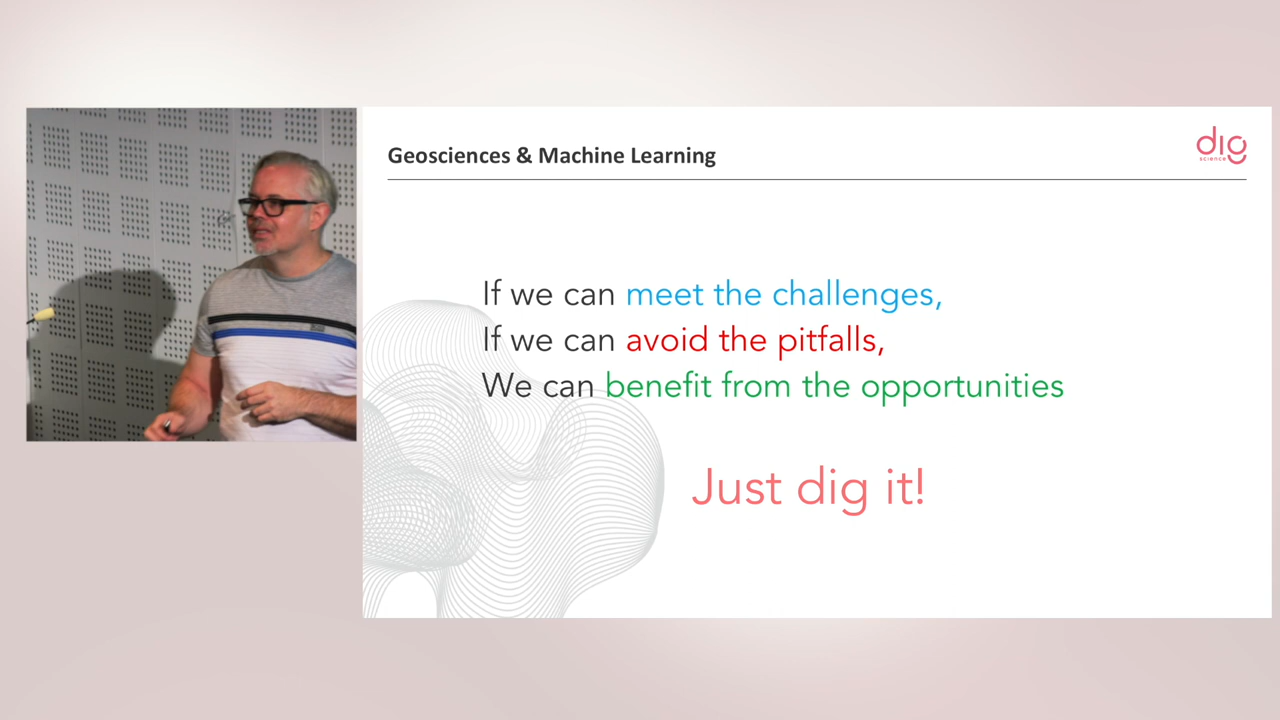 Geosciences & Machine Learning
dig
science
If we can meet the challenges,
If we can avoid the pitfalls,
We can benefit from the opportunities
Just dig it!